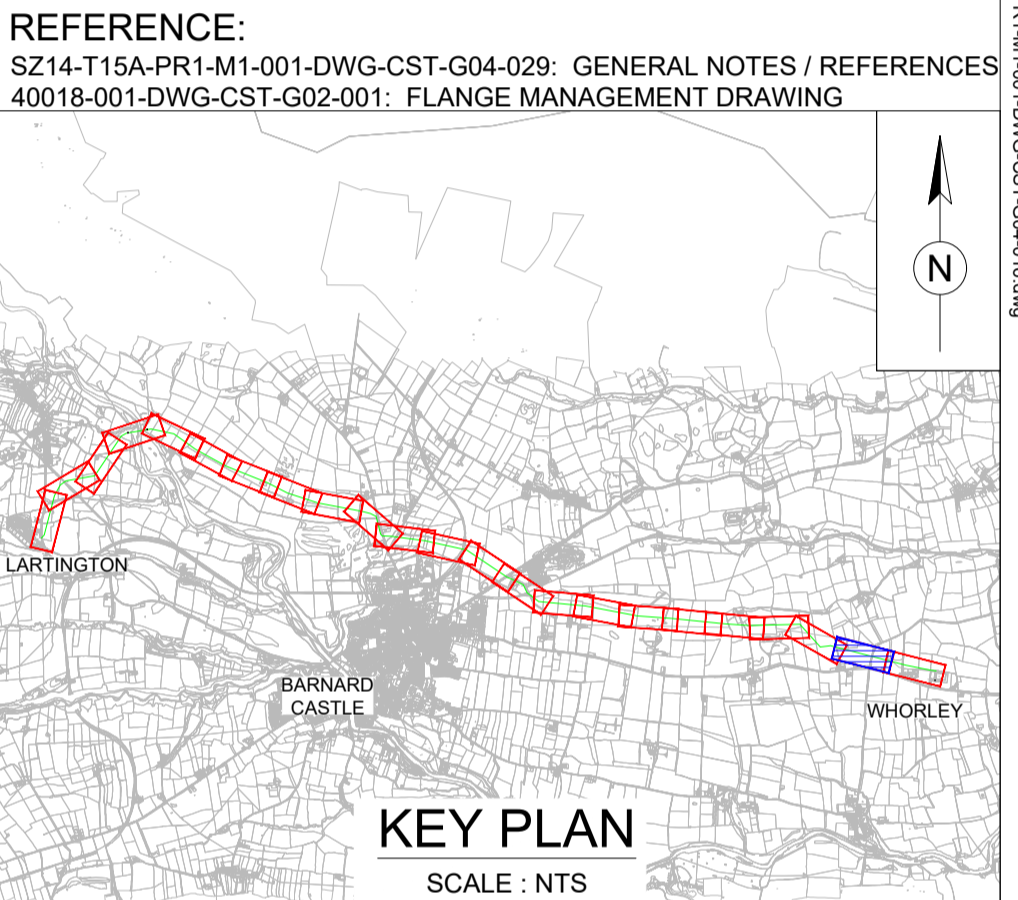 REFERENCE:
SZ14-T15A-PR1-M1-001-DWG-CST-G04-029: GENERAL NOTES / REFERENCES
40018-001-DWG-CST-G02-001: FLANGE MANAGEMENT DRAWING
N
LARTINGTON
BARNARD
CASTLE
WHORLEY
KEY PLAN
SCALE : NTS